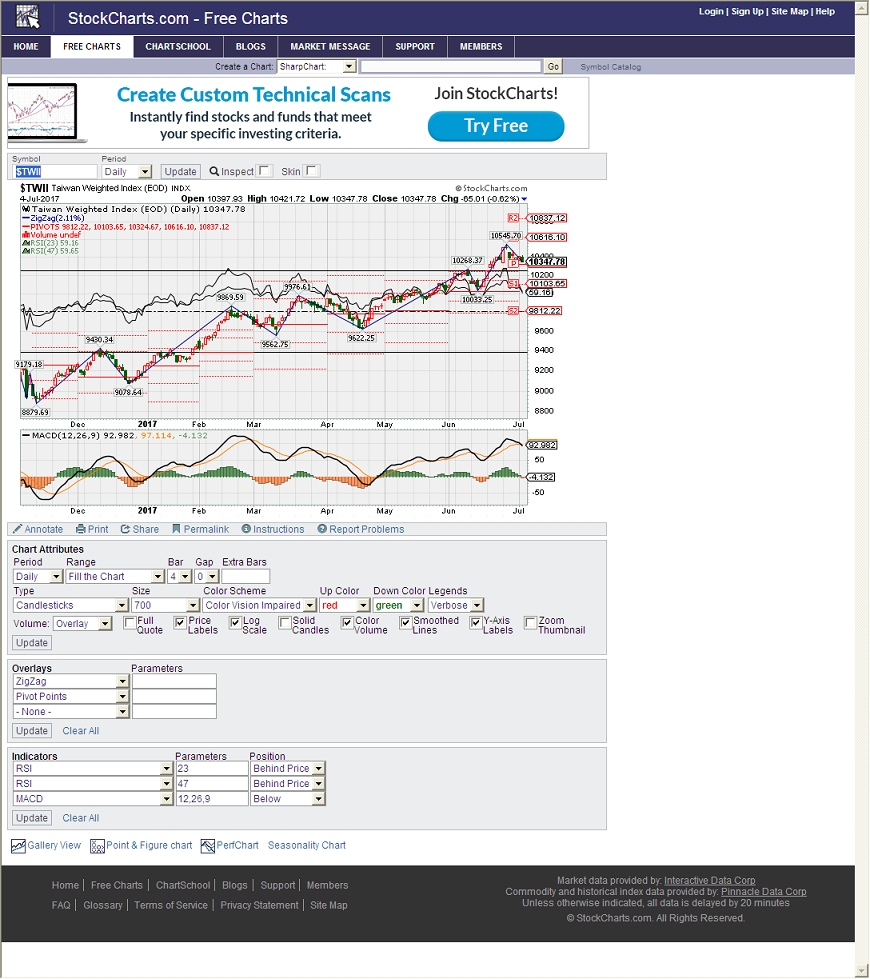 StockCharts.com - Free Charts
Login | Sign Up | Site Map | Help
HOME FREE CHARTS CHARTSCHOOL BLOGS MARKET MESSAGE SUPPORT MEMBERS
Create a Chart: SharpChart: Go Symbol Catalog
Create Custom Technical Scans
Instantly find stocks and funds that meet
your specific investing criteria.
Join StockCharts!
Try Free
Symbol Period
$TWII Daily Update Inspect Skin
$TWII Taiwan Weighted Index (EOD) INDX © StockCharts.com
4-Jul-2017 Open 10397.93 High 10421.72 Low 10347.78 Close 10347.78 Chg -65.01 (-0.62%)
Taiwan Weighted Index (EOD) (Daily) 10347.78
ZigZag(2.11%)
PIVOTS 9812.22, 10103.65, 10324.67, 10616.10, 10837.12
Volume undef
RSI(23) 59.16
RSI(47) 59.65
R2 10837.12
10616.10
10545.70
10400
10268.37
10347.78
P
10200
S1 10103.65
9976.61
59.16
10033.25
9869.59
S2 9812.22
9600
9430.34
9562.75
9622.25
9400
9179.18
9200
9078.64
9000
8879.69
8800
Dec 2017 Feb Mar Apr May Jun Jul
MACD(12,26,9) 92.982, 97.114, -4.132
92.982
50
-4.132
-50
Dec 2017 Feb Mar Apr May Jun Jul
Annotate Print Share Permalink Instructions Report Problems
Chart Attributes
Period Range Bar Gap Extra Bars
Daily Fill the Chart 4 0
Type Size Color Scheme Up Color Down Color Legends
Candlesticks 700 Color Vision Impaired red green Verbose
Volume: Overlay Full Quote Price Labels Log Scale Solid Candles Color Volume Smoothed Lines Y-Axis Labels Zoom Thumbnail
Update
Overlays Parameters
ZigZag
Pivot Points
- None -
Update Clear All
Indicators Parameters Position
RSI 23 Behind Price
RSI 47 Behind Price
MACD 12,26,9 Below
Update Clear All
Gallery View Point & Figure chart PerfChart Seasonality Chart
Home | Free Charts | ChartSchool | Blogs | Support | Members
FAQ | Glossary | Terms of Service | Privacy Statement | Site Map
Market data provided by: Interactive Data Corp
Commodity and historical index data provided by: Pinnacle Data Corp
Unless otherwise indicated, all data is delayed by 20 minutes
© StockCharts.com. All Rights Reserved.